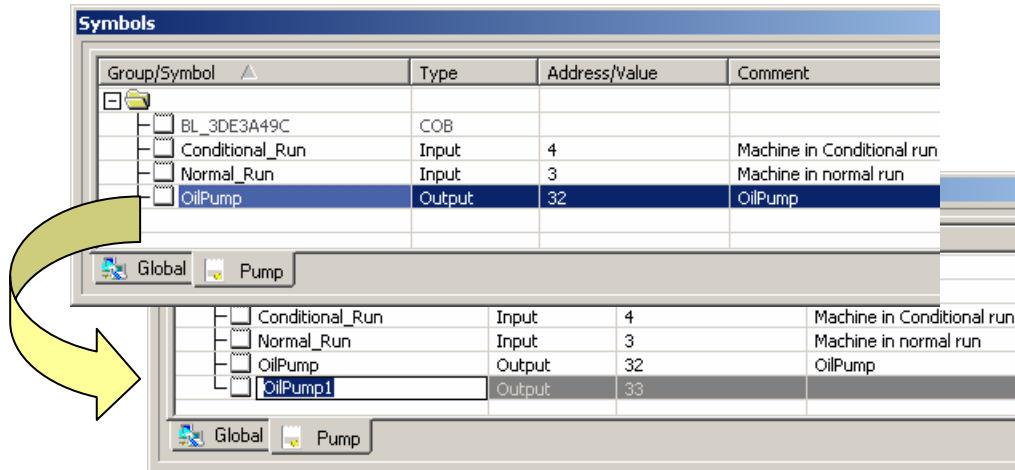 Symbols
Group/Symbol Type Address/Value Comment
BL_3DE3A49C COB
Conditional_Run Input 4 Machine in Conditional run
Normal_Run Input 3 Machine in normal run
OilPump Output 32 OilPump
Global Pump
Conditional_Run Input 4 Machine in Conditional run
Normal_Run Input 3 Machine in normal run
OilPump Output 32 OilPump
OilPump1 Output 33
Global Pump